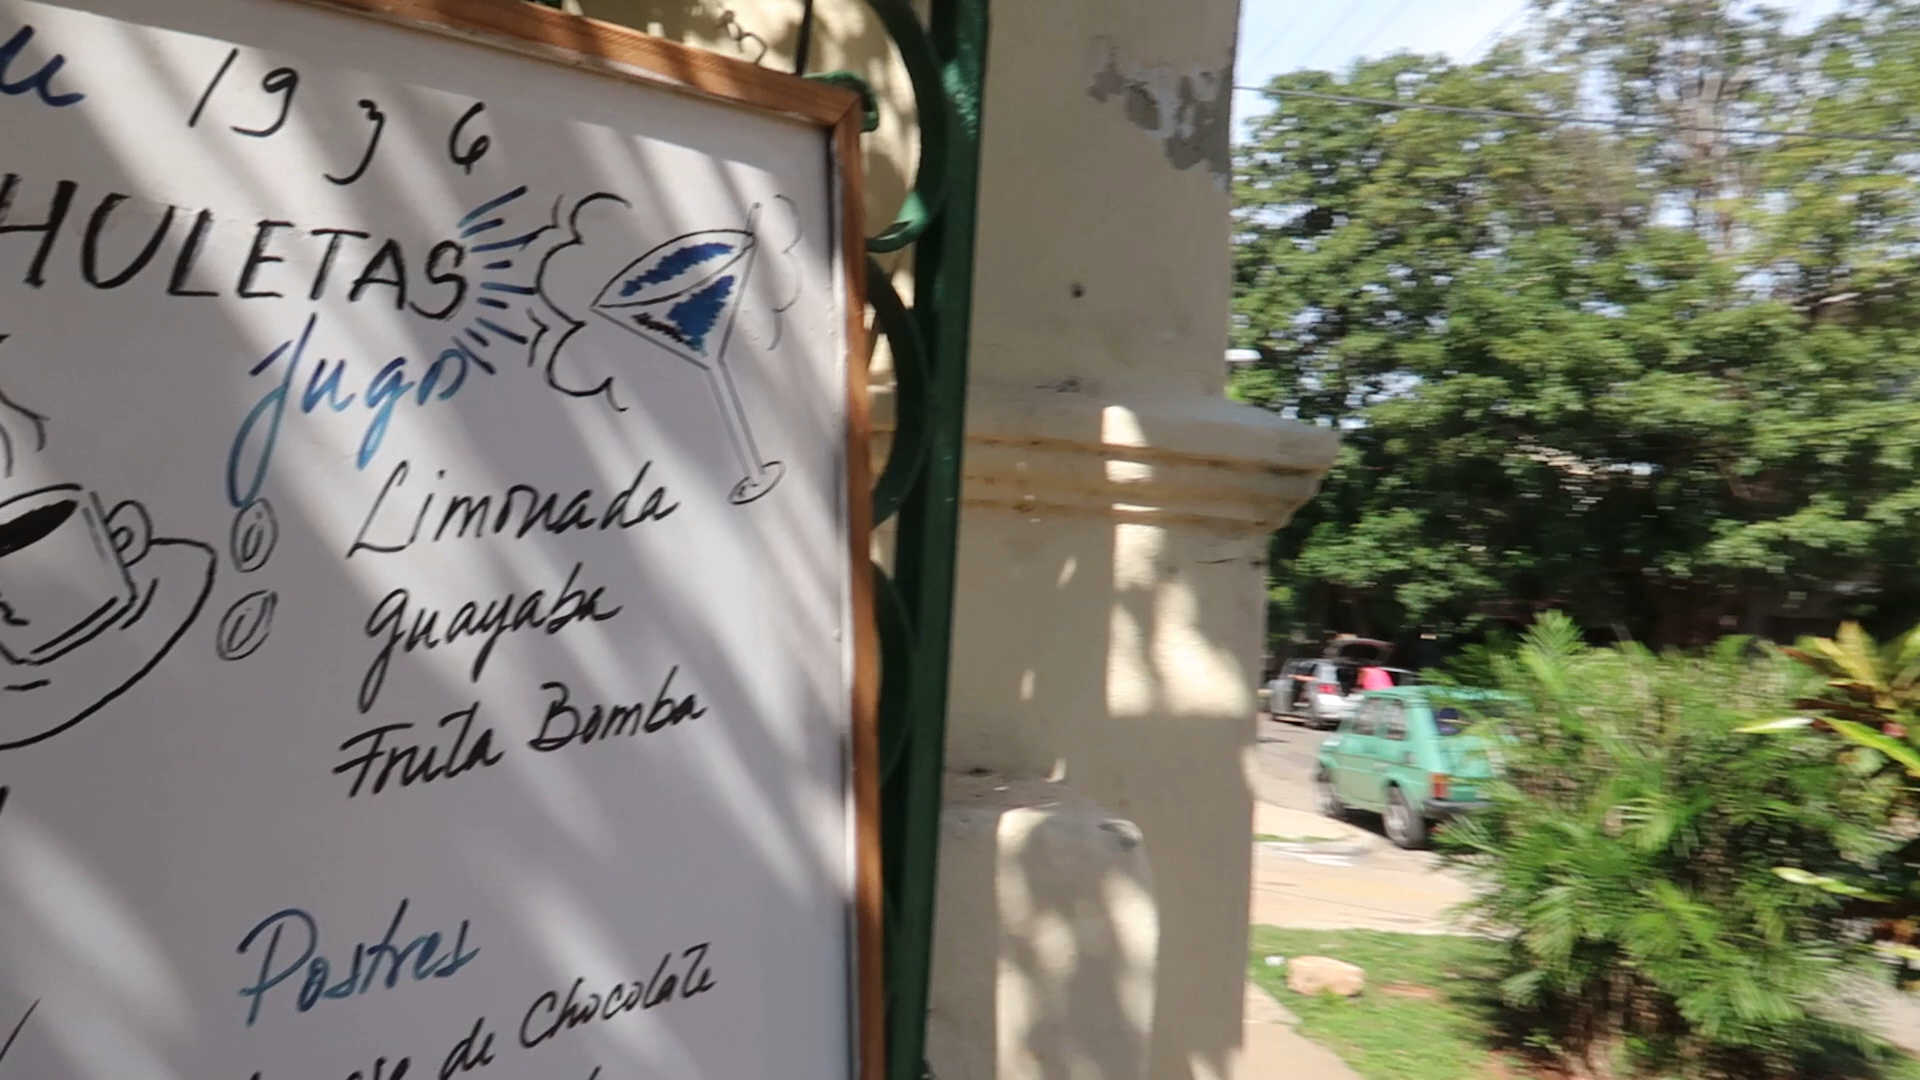 1936
HULETAS
Jugos
Limonada
guayaba
Fruta Bomba
Postres
de Chocolate